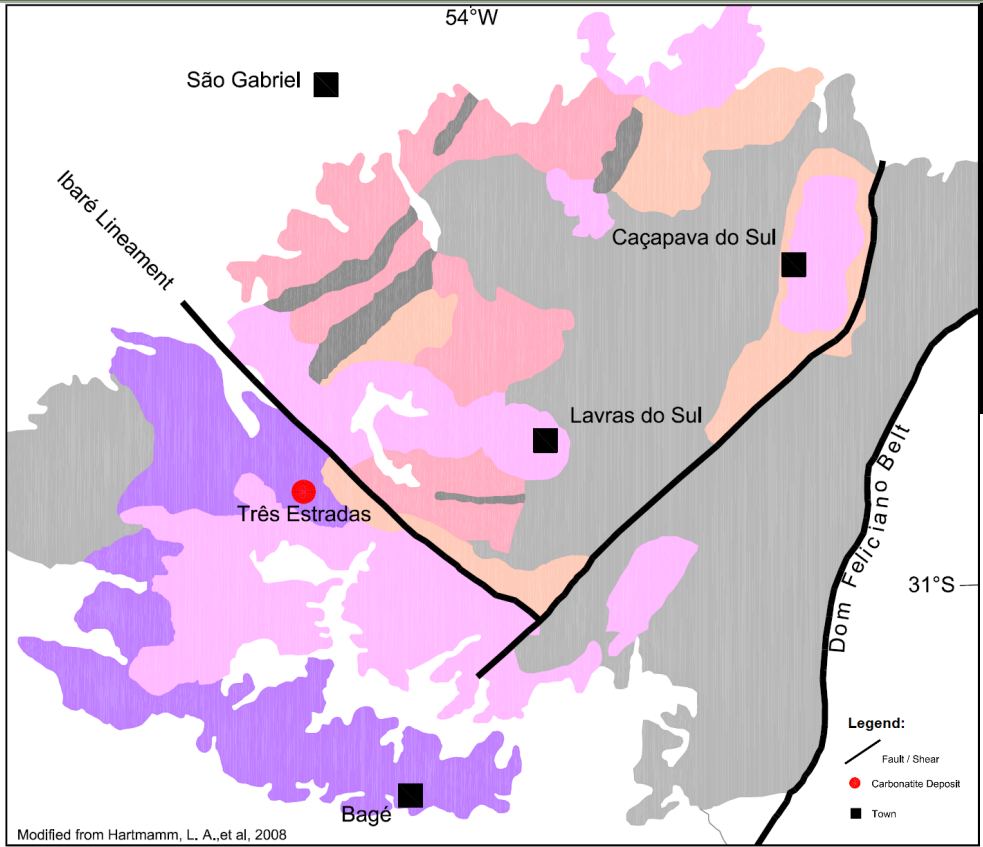 54°W
São Gabriel
Ibaré Lineament
Caçapava do Sul
Lavras do Sul
Três Estradas
Dom Feliciano Belt
31°S
Legend:
Fault / Shear
Carbonatite Deposit
Town
Bagé
Modified from Hartmamm, L. A.,et al, 2008